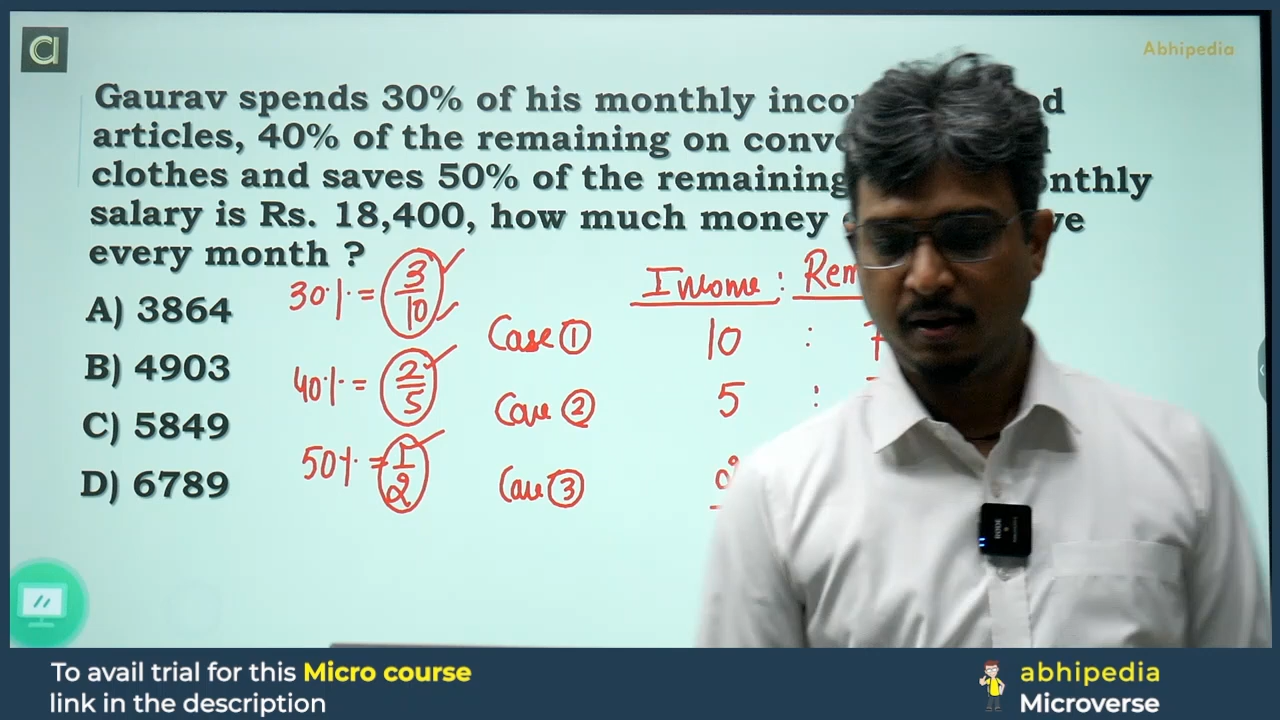 Abhipedia
Gaurav spends 30% of his monthly
articles, 40% of the remaining on
clothes and saves 50% of the remaining
salary is Rs. 18,400, how much money
every month ?
A) 3864
B) 4903
C) 5849
D) 6789
30% = 3/10
40% = 2/5
50% = 1/2
Income :
Case ① 10 : 7
Case ② 5 :
Case ③
RODE
To avail trial for this Micro course
link in the description
abhipedia
Microverse